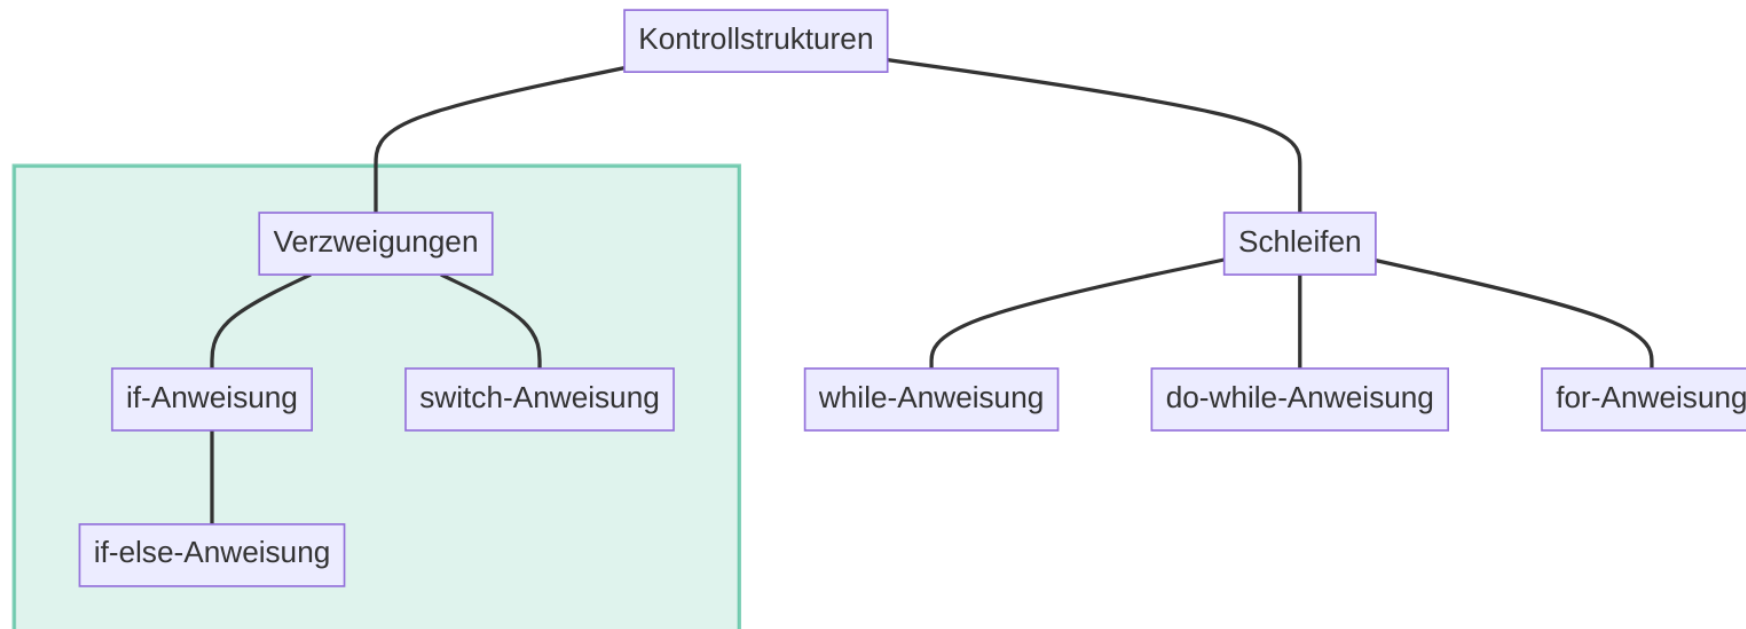 Kontrollstrukturen
Verzweigungen
Schleifen
if-Anweisung
switch-Anweisung
while-Anweisung
do-while-Anweisung
for-Anweisung
if-else-Anweisung